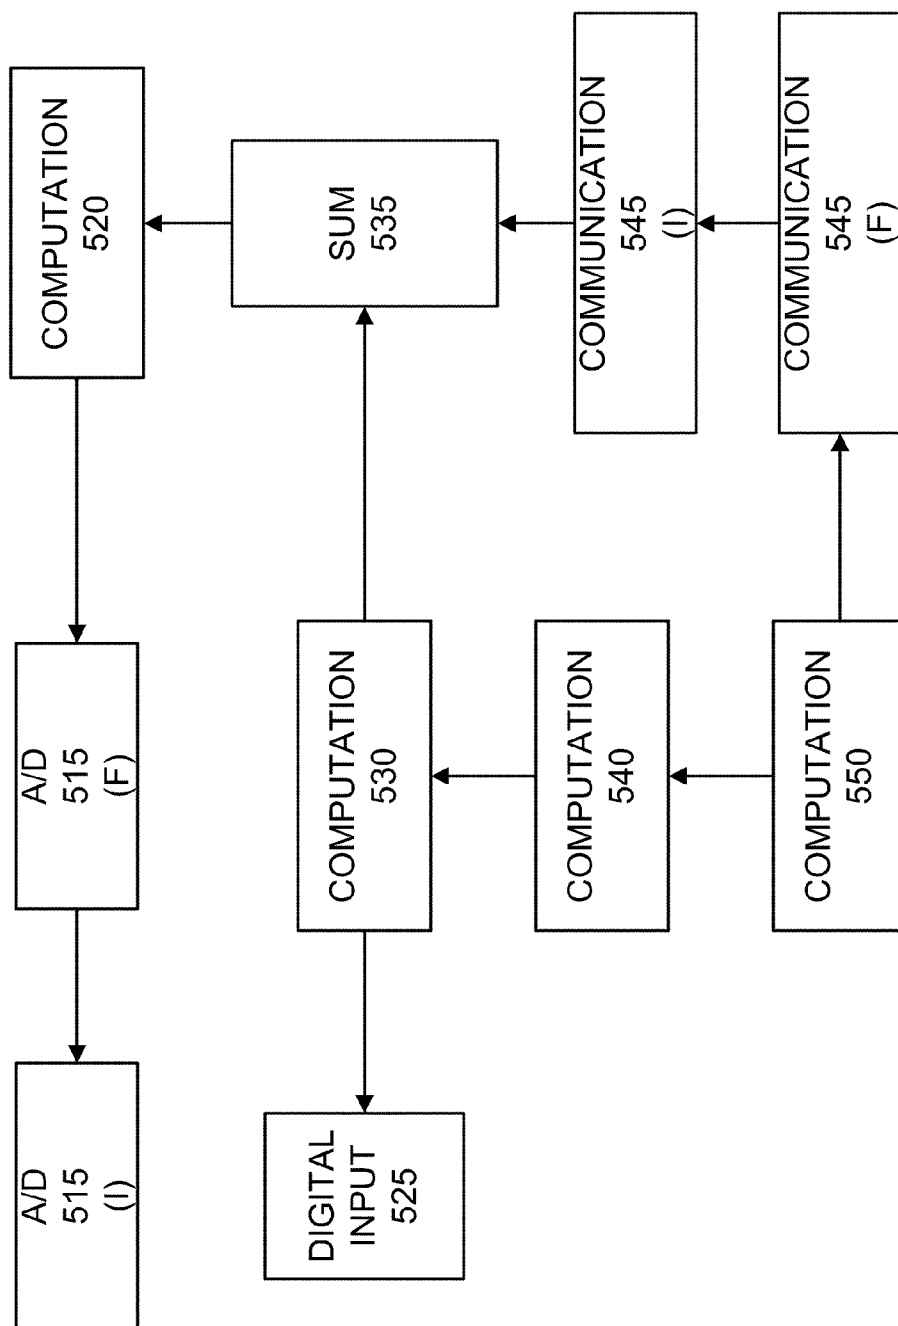 A/D
515
(I)
A/D
515
(F)
COMPUTATION
520
DIGITAL
INPUT
525
COMPUTATION
530
SUM
535
COMPUTATION
540
COMMUNICATION
545
(I)
COMPUTATION
550
COMMUNICATION
545
(F)